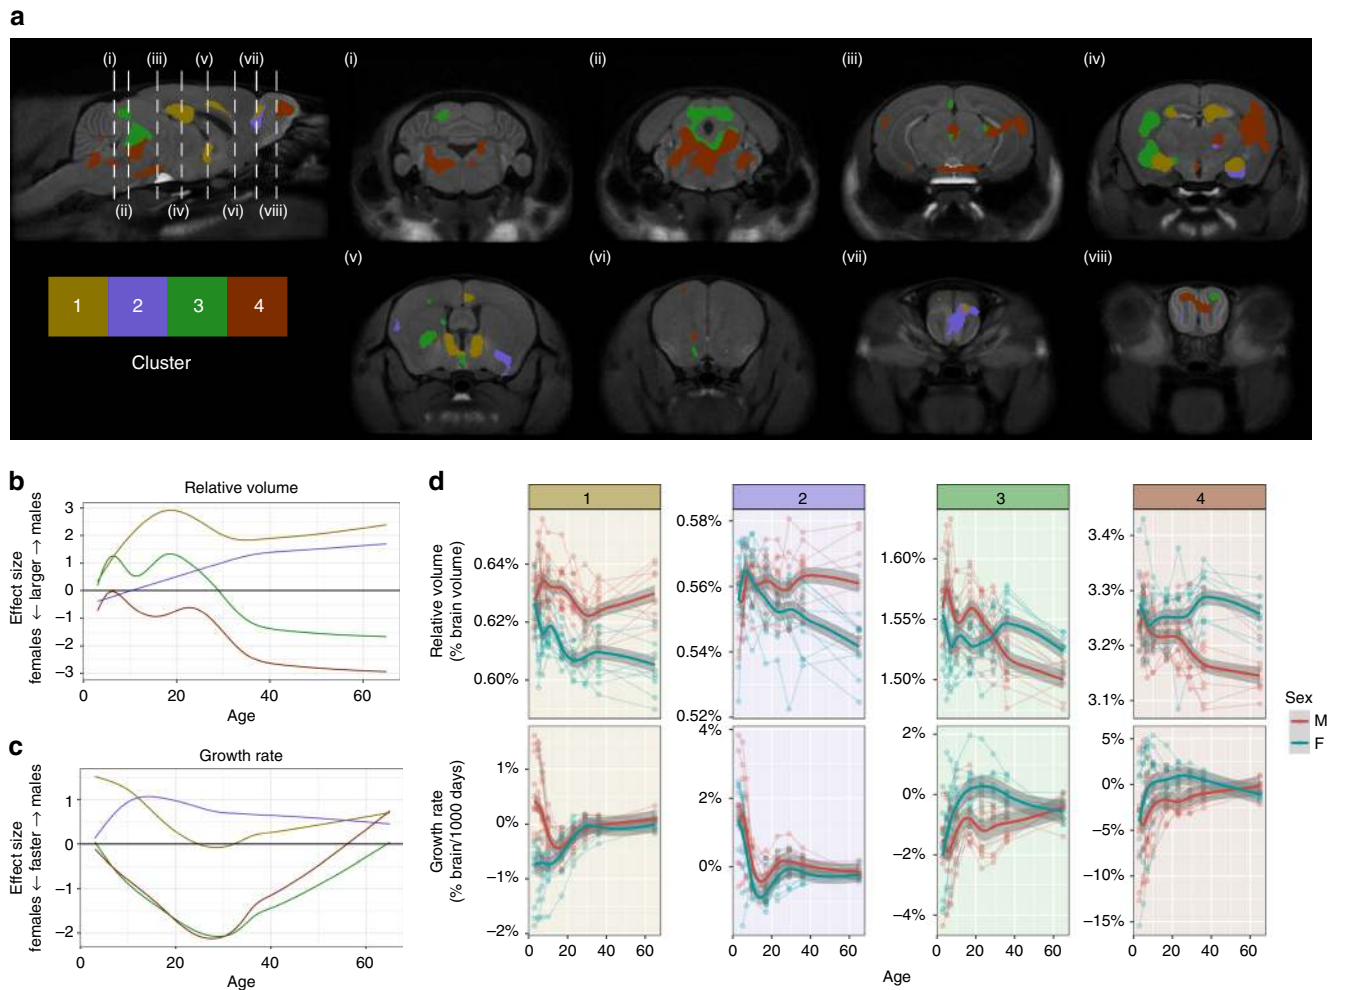 a
(i)
(iii)
(v)
(vii)
(i)
(ii)
(iii)
(iv)
(ii)
(iv)
(vi)
(viii)
(v)
(vi)
(vii)
(viii)
1
2
3
4
Cluster
b
Relative volume
Effect size
females ← larger → males
3
2
1
0
−1
−2
−3
0
20
40
60
Age
c
Growth rate
Effect size
females ← faster → males
1
0
−1
−2
0
20
40
60
Age
d
1
2
3
4
Relative volume
(% brain volume)
0.64%
0.62%
0.60%
0.58%
0.56%
0.54%
0.52%
1.60%
1.55%
1.50%
3.4%
3.3%
3.2%
3.1%
Growth rate
(% brain/1000 days)
1%
0%
−1%
−2%
4%
2%
0%
2%
0%
−2%
−4%
5%
0%
−5%
−10%
−15%
0
20
40
60
0
20
40
60
0
20
40
60
0
20
40
60
Age
Sex
M
F